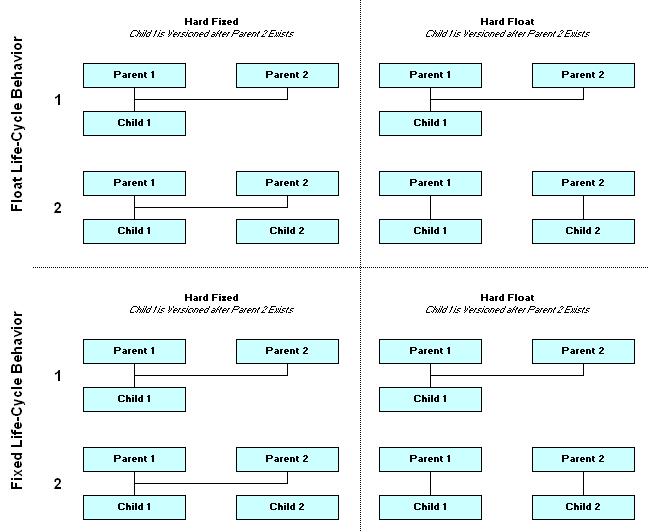 Float Life-Cycle Behavior
Hard Fixed
Child 1 is Versioned after Parent 2 Exists
Hard Float
Child 1 is Versioned after Parent 2 Exists
1
Parent 1 Parent 2 Parent 1 Parent 2
Child 1 Child 1
2
Parent 1 Parent 2 Parent 1 Parent 2
Child 1 Child 2 Child 1 Child 2
Fixed Life-Cycle Behavior
Hard Fixed
Child 1 is Versioned after Parent 2 Exists
Hard Float
Child 1 is Versioned after Parent 2 Exists
1
Parent 1 Parent 2 Parent 1 Parent 2
Child 1 Child 1
2
Parent 1 Parent 2 Parent 1 Parent 2
Child 1 Child 2 Child 1 Child 2